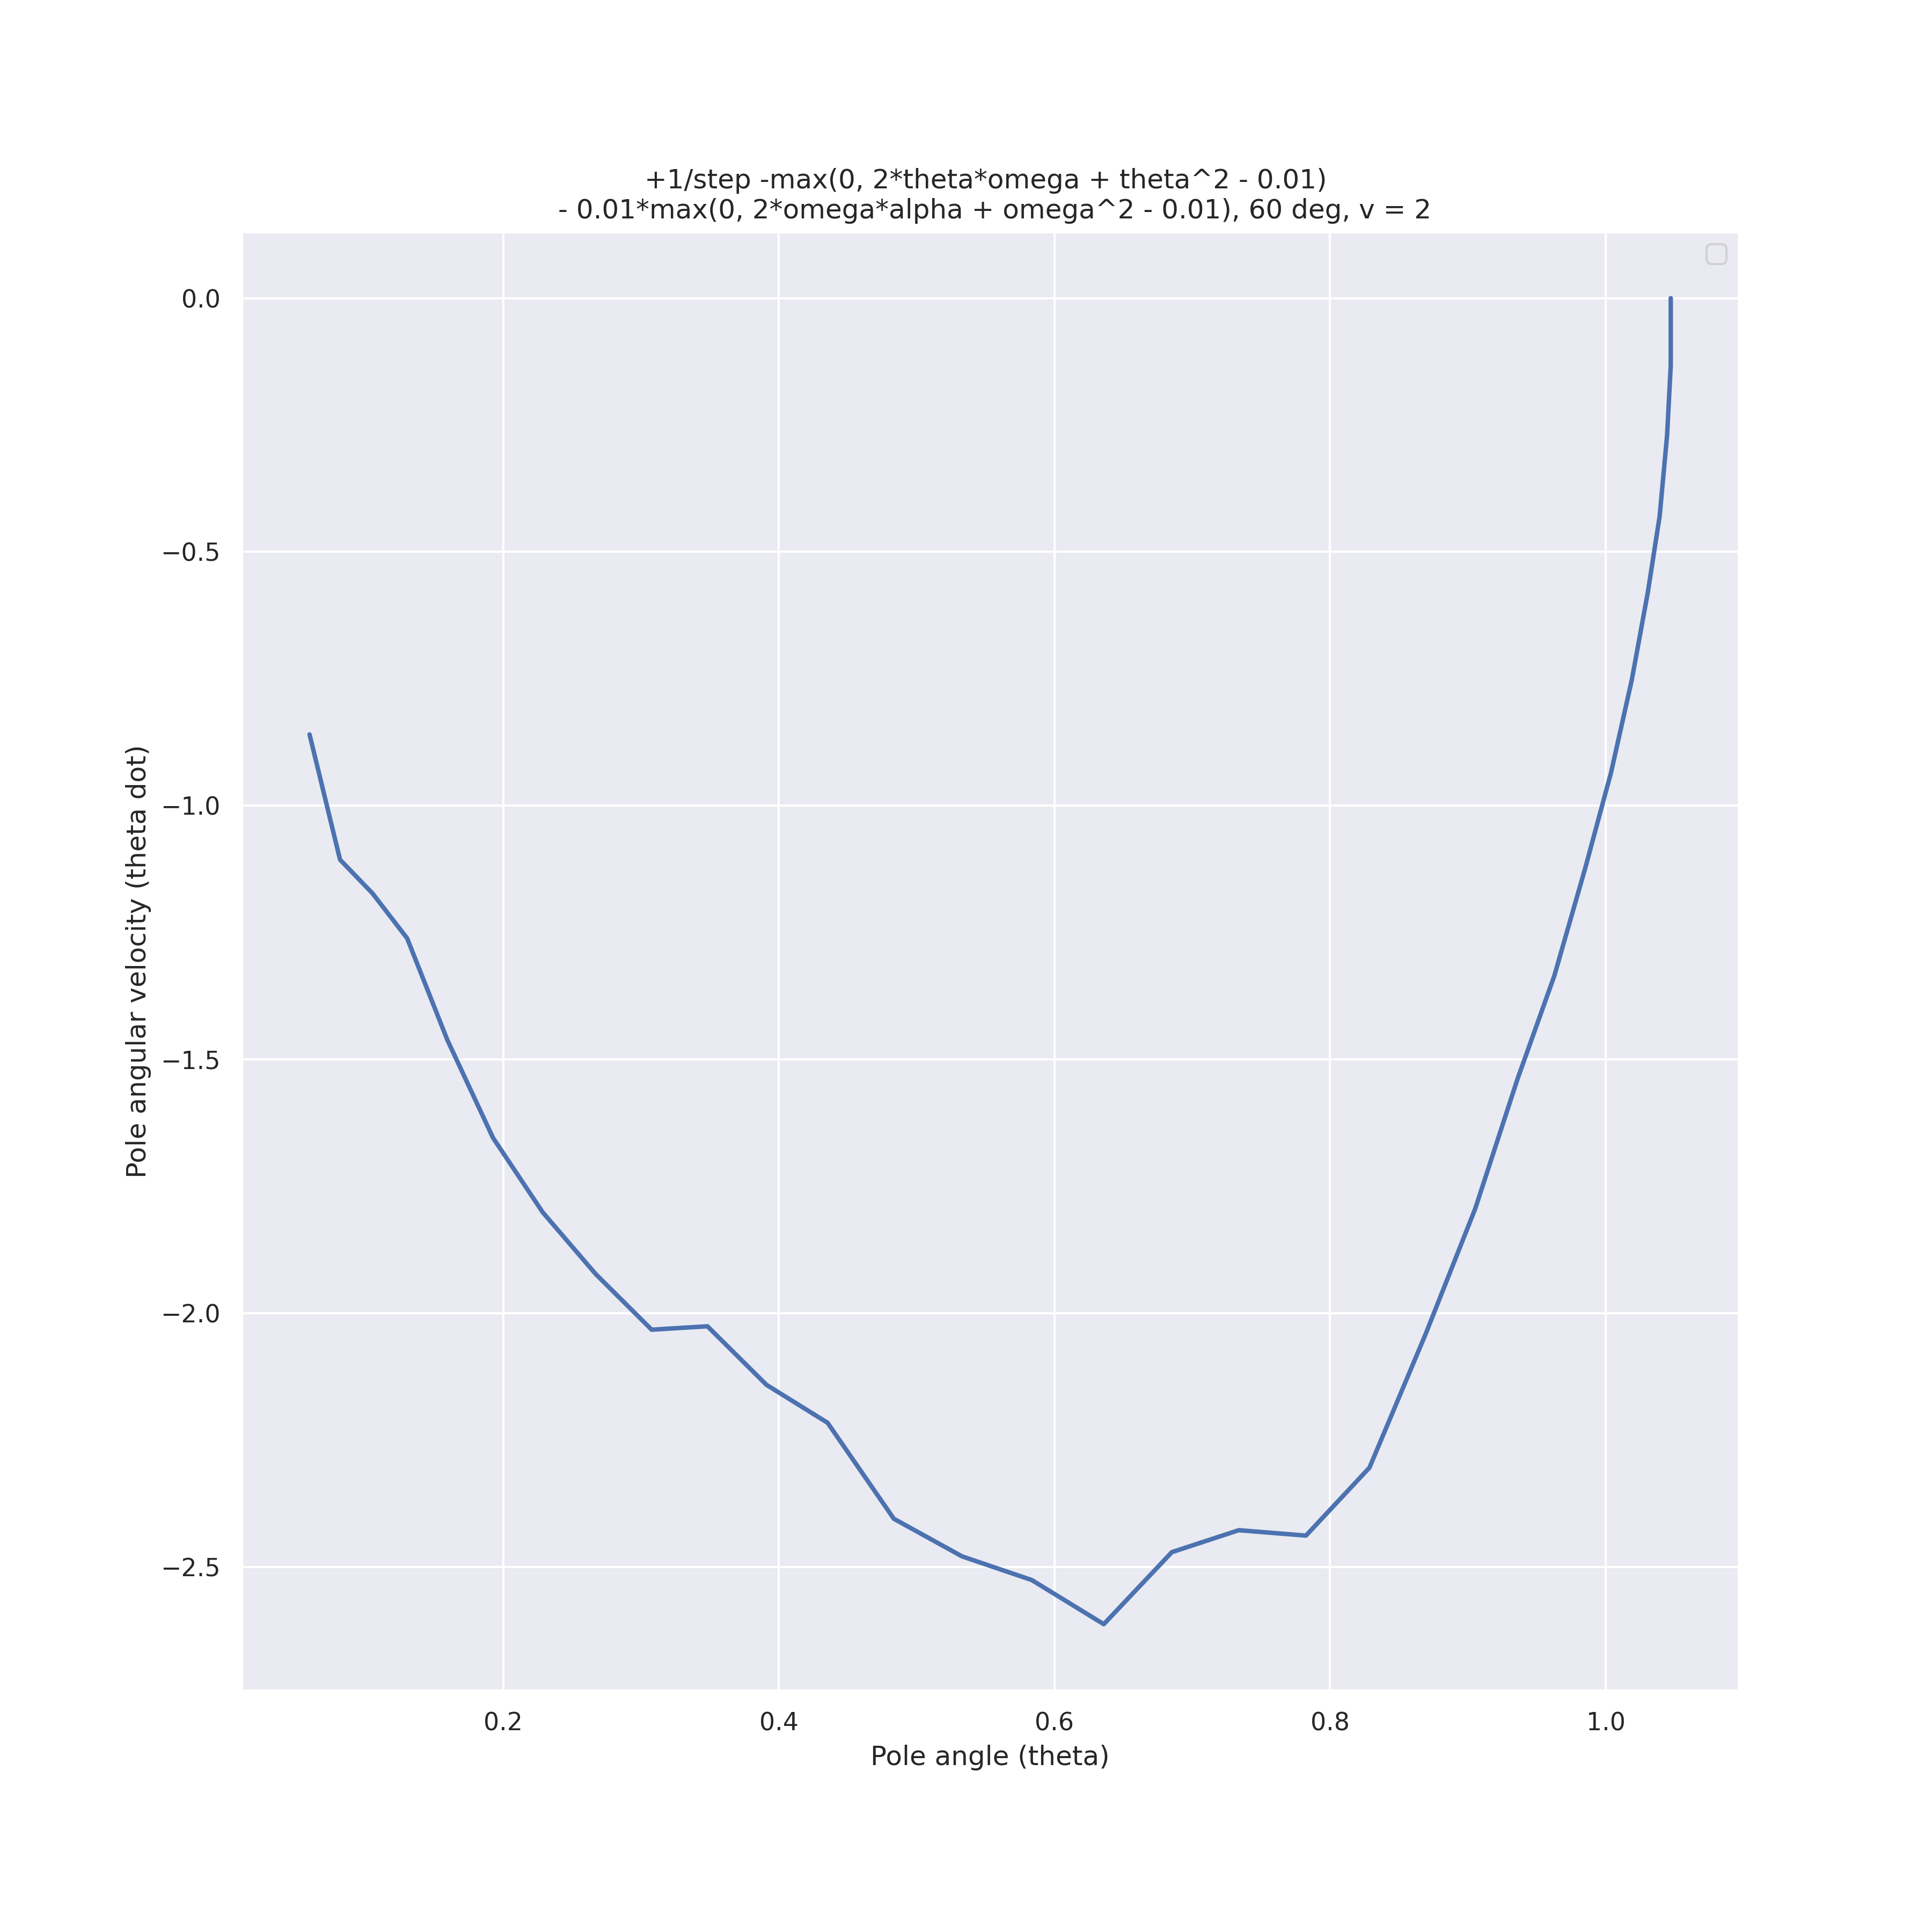 +1/step -max(0, 2*theta*omega + theta^2 - 0.01)
- 0.01*max(0, 2*omega*alpha + omega^2 - 0.01), 60 deg, v = 2
0.0
−0.5
−1.0
−1.5
−2.0
−2.5
Pole angular velocity (theta dot)
0.2 0.4 0.6 0.8 1.0
Pole angle (theta)